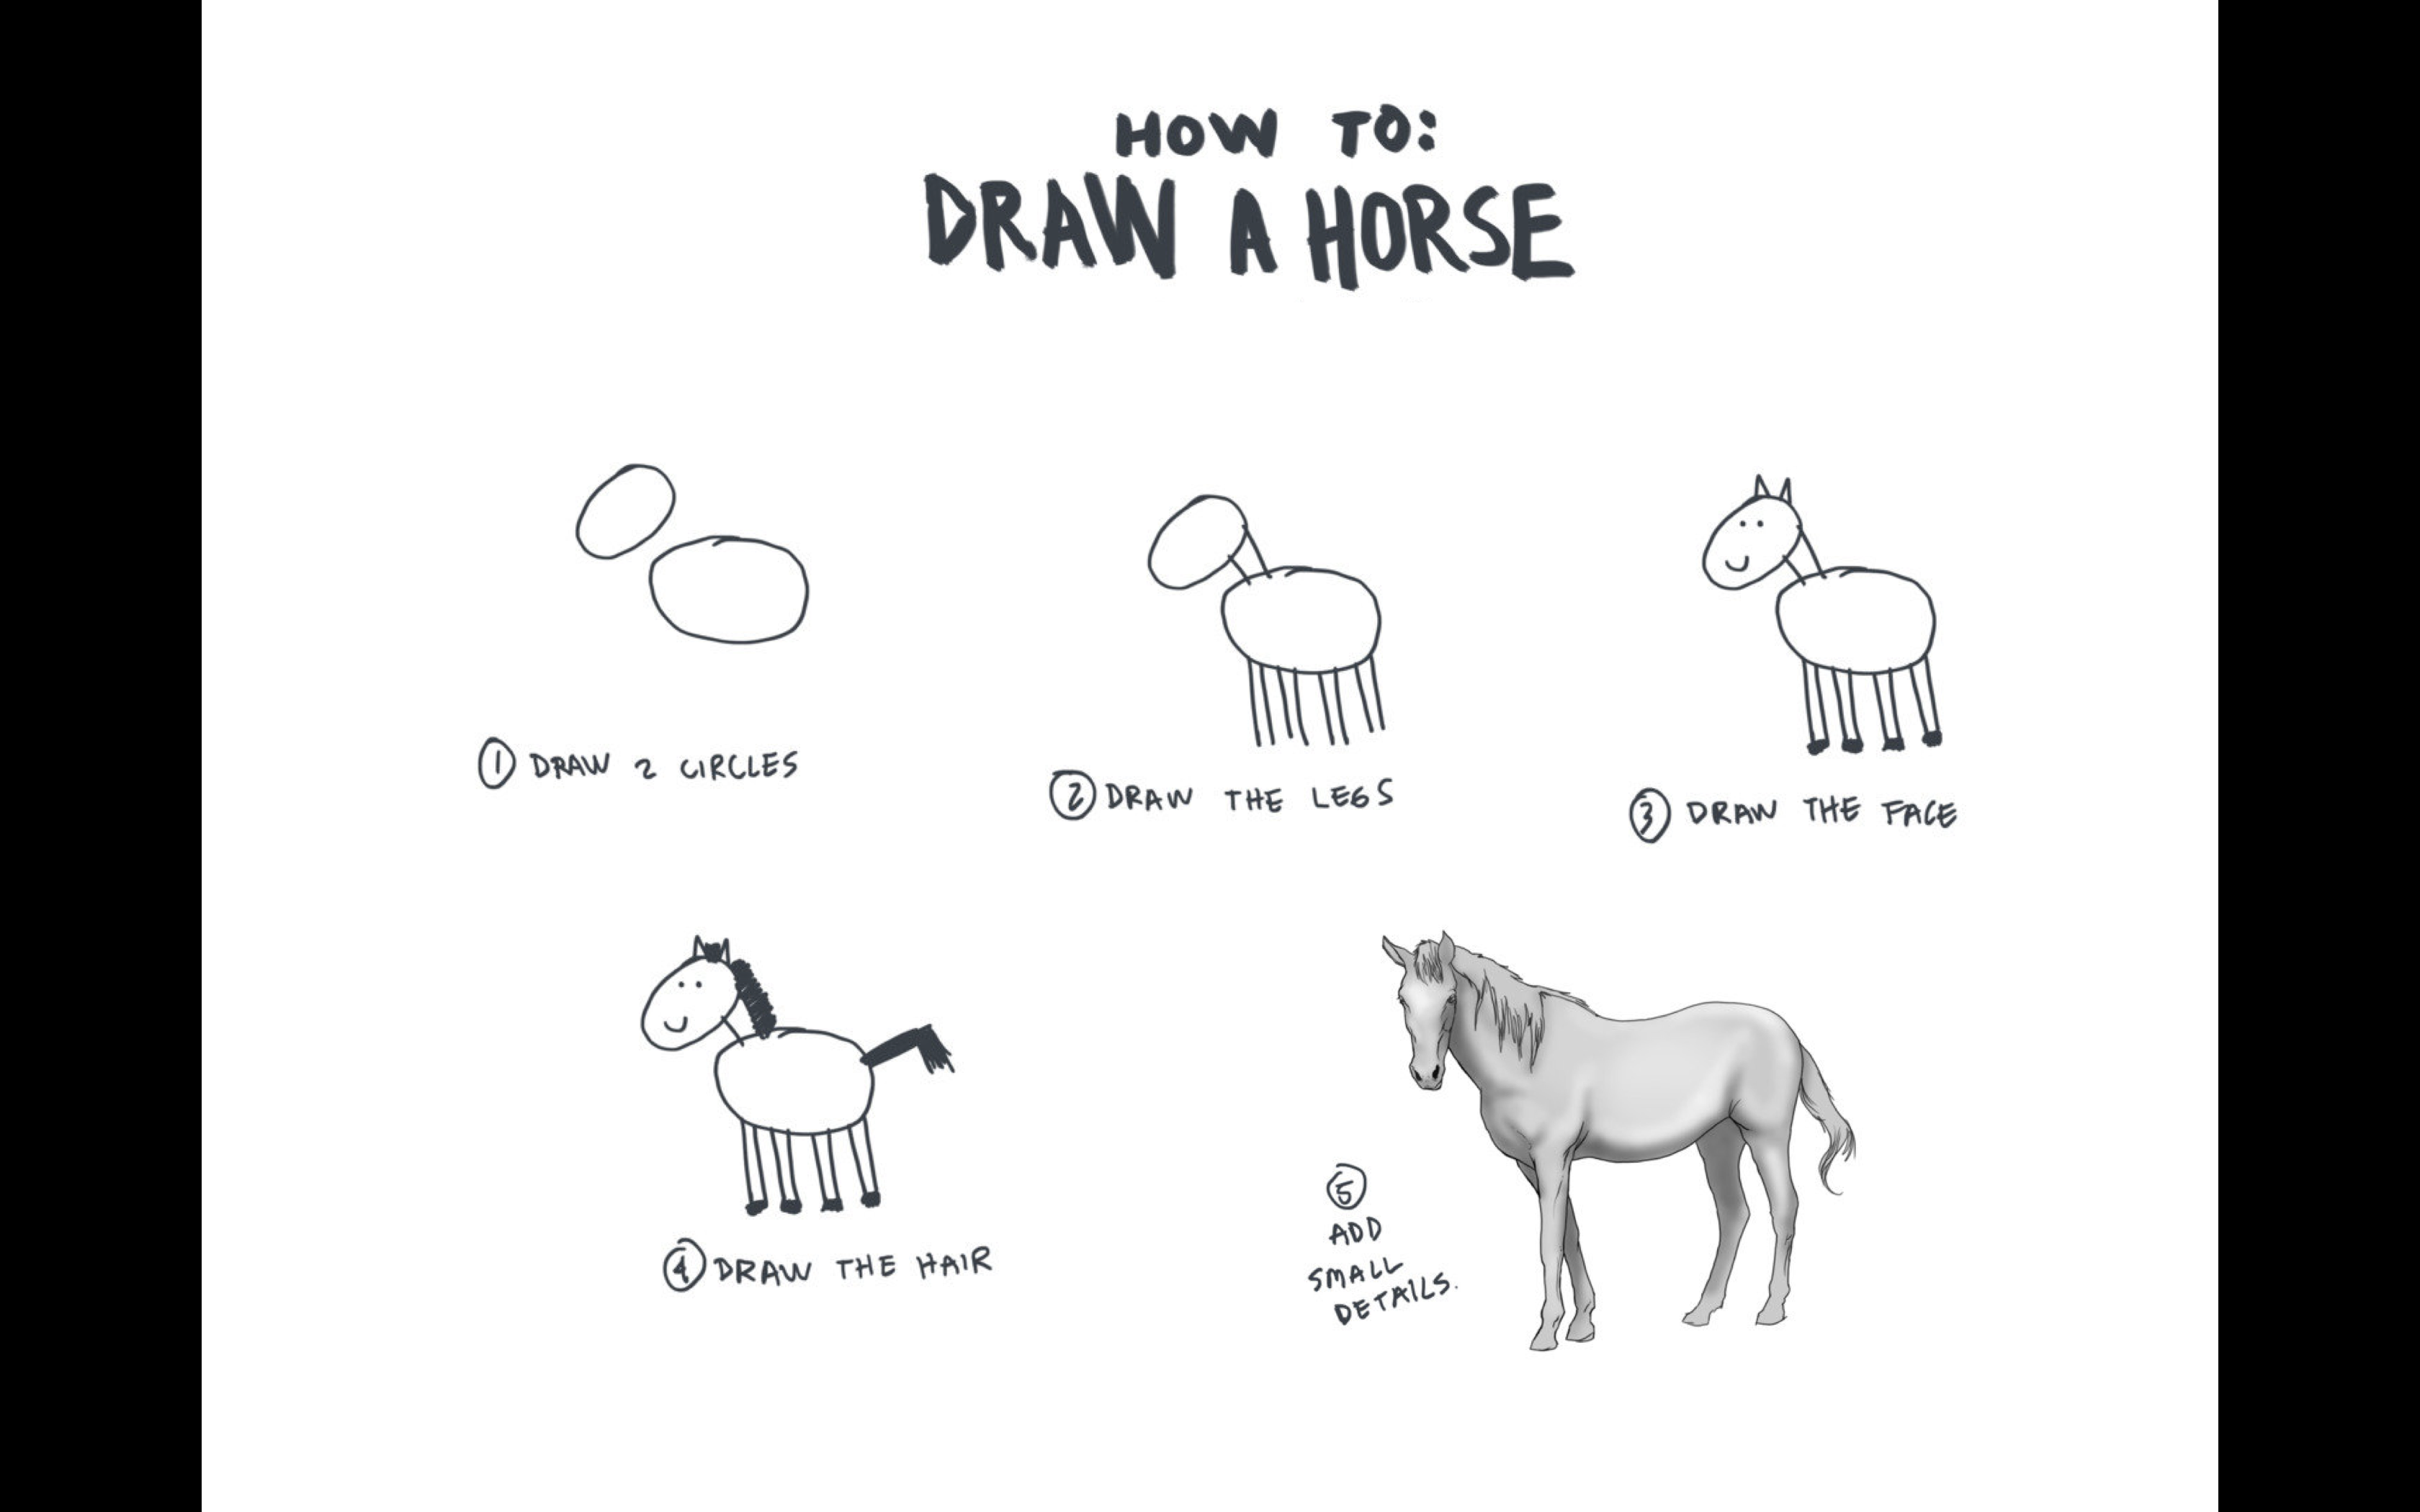 HOW TO:
DRAW A HORSE
1 DRAW 2 CIRCLES
2 DRAW THE LEGS
3 DRAW THE FACE
4 DRAW THE HAIR
5
ADD
SMALL
DETAILS.